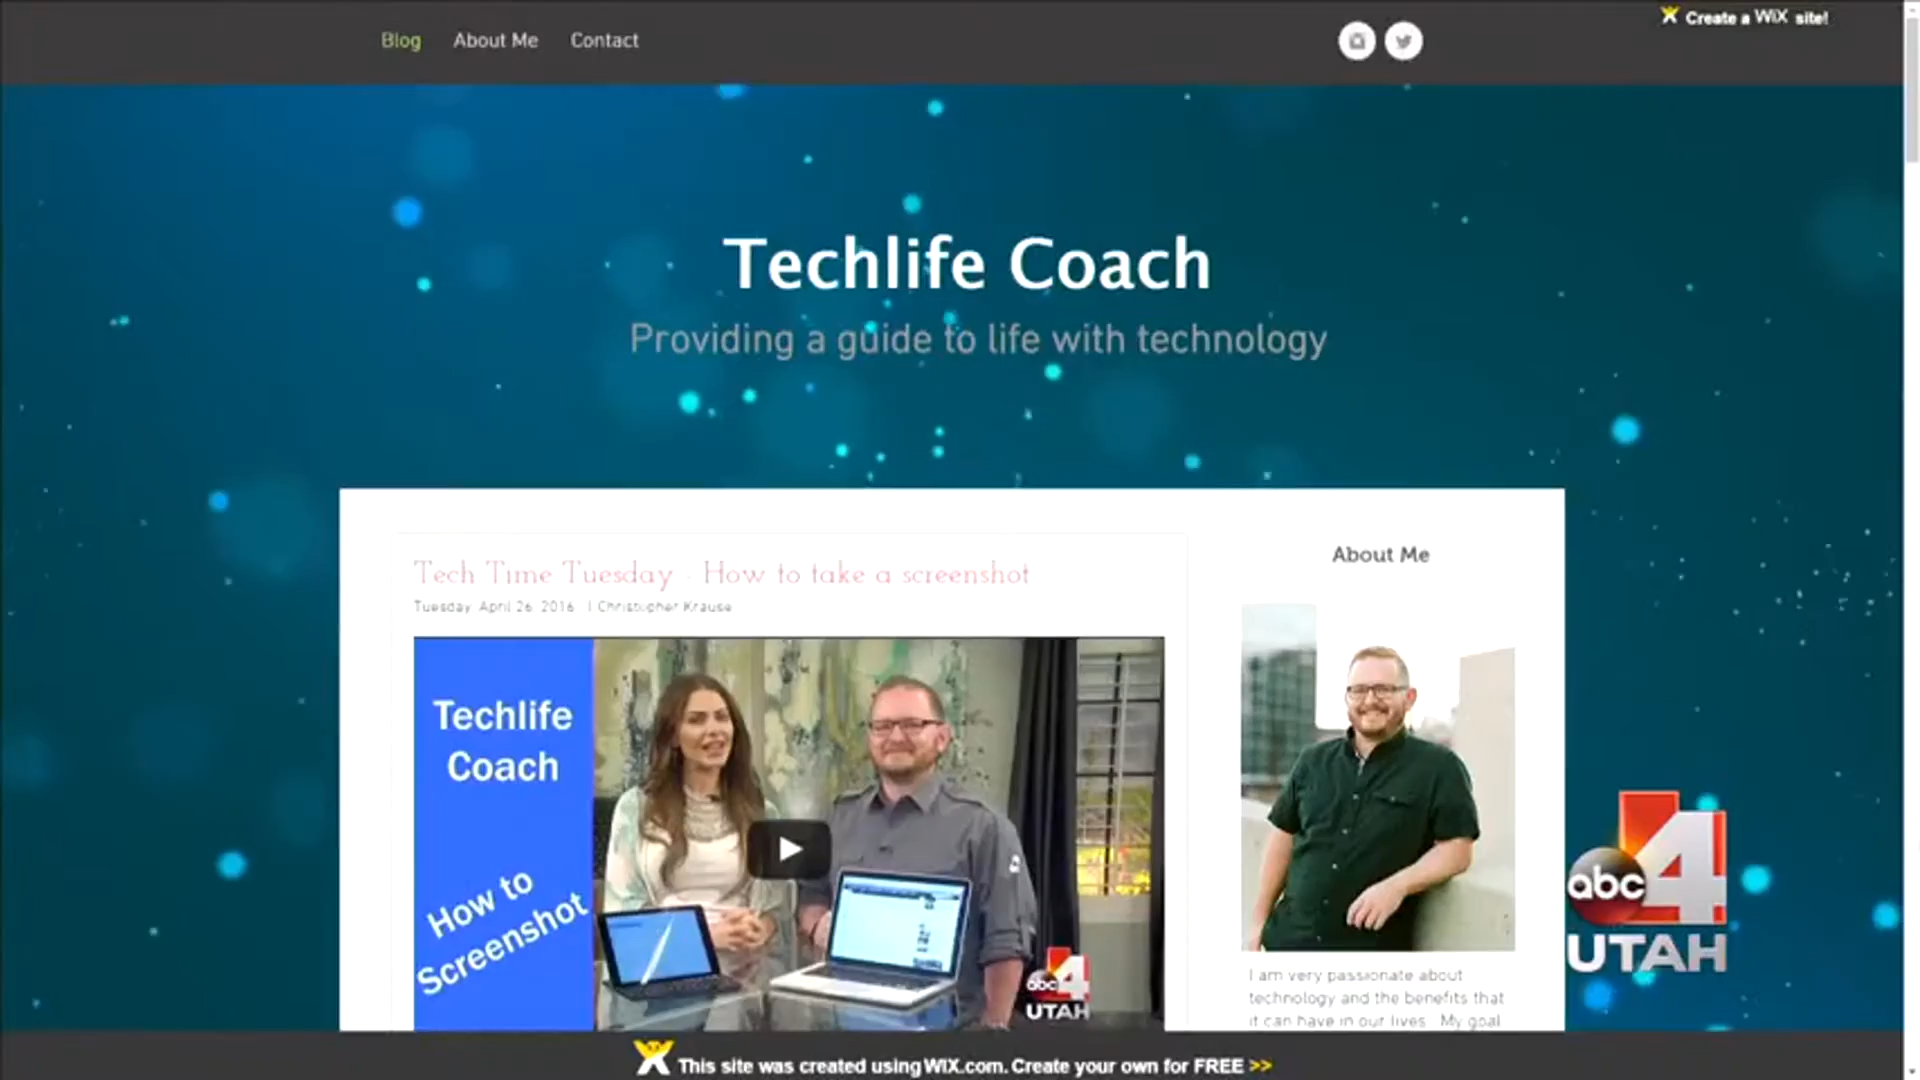 Blog About Me Contact
Create a WiX site!
Techlife Coach
Providing a guide to life with technology
Tech Time Tuesday - How to take a screenshot
Tuesday, April 26, 2016 | Christopher Krause
Techlife
Coach
How to
Screenshot
abc 4
UTAH
About Me
I am very passionate about
technology and the benefits that
it can have in our lives. My goal
abc 4
UTAH
This site was created using WIX.com. Create your own for FREE >>